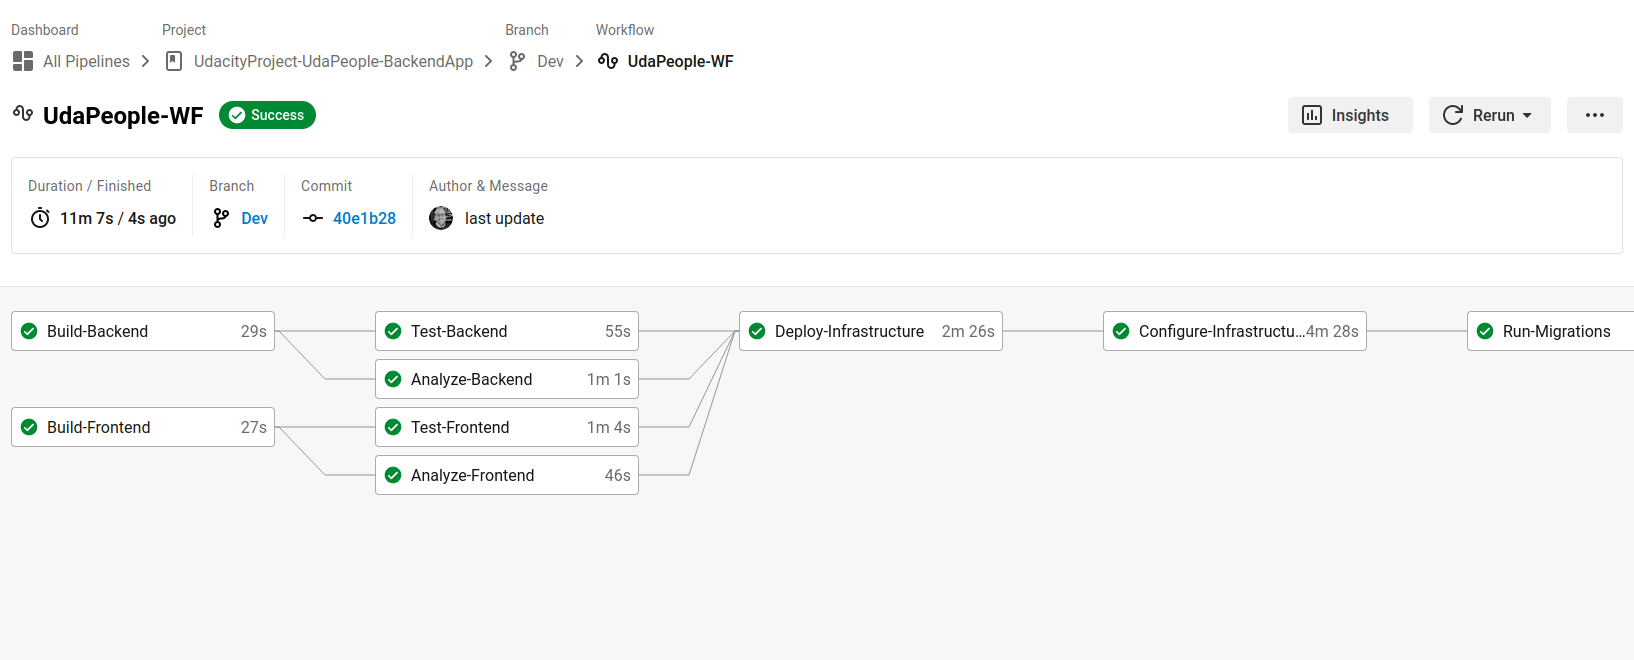 Dashboard Project Branch Workflow
All Pipelines UdacityProject-UdaPeople-BackendApp Dev UdaPeople-WF
UdaPeople-WF Success Insights Rerun ...
Duration / Finished Branch Commit Author & Message
11m 7s / 4s ago Dev 40e1b28 last update
Build-Backend 29s Test-Backend 55s Deploy-Infrastructure 2m 26s Configure-Infrastructu...4m 28s Run-Migrations
Analyze-Backend 1m 1s
Build-Frontend 27s Test-Frontend 1m 4s
Analyze-Frontend 46s